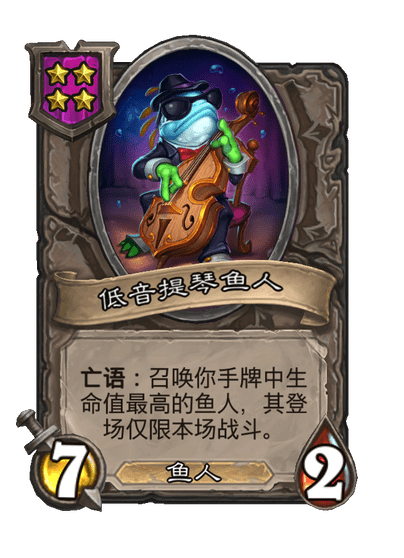 低音提琴鱼人
亡语：召唤你手牌中生
命值最高的鱼人，其登
场仅限本场战斗。
7
鱼人
2